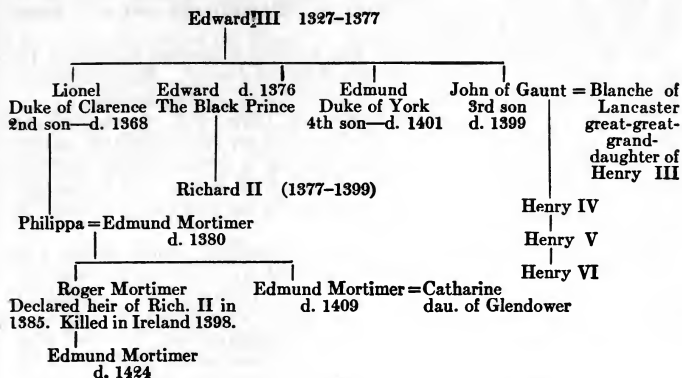 Edward III 1327–1377
Lionel
Duke of Clarence
2nd son—d. 1368
Edward d. 1376
The Black Prince
Edmund
Duke of York
4th son—d. 1401
John of Gaunt = Blanche of
3rd son Lancaster
d. 1399 great-great-
grand-
daughter of
Henry III
Richard II (1377–1399)
Henry IV
Philippa = Edmund Mortimer
d. 1380
Henry V
Henry VI
Roger Mortimer
Declared heir of Rich. II in
1385. Killed in Ireland 1398.
Edmund Mortimer = Catharine
d. 1409 dau. of Glendower
Edmund Mortimer
d. 1424